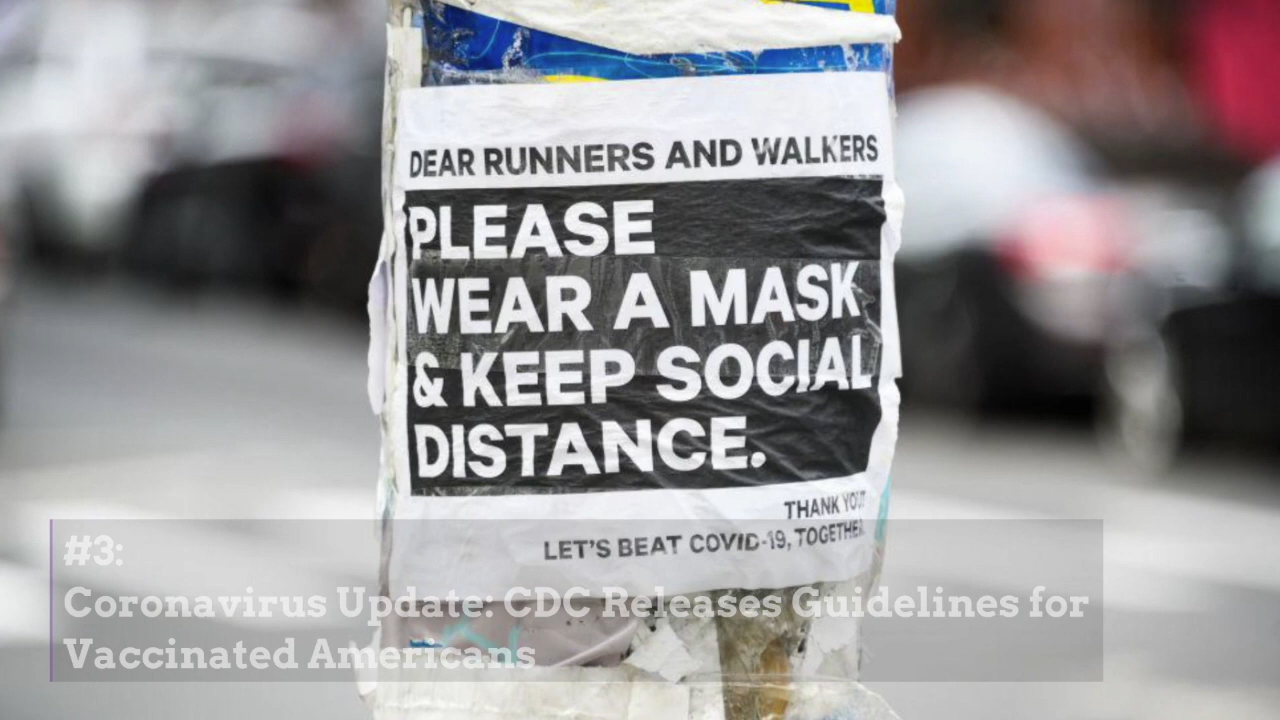 DEAR RUNNERS AND WALKERS
PLEASE
WEAR A MASK
& KEEP SOCIAL
DISTANCE.
THANK YOU!
LET'S BEAT COVID-19, TOGETHER.
#3:
Coronavirus Update: CDC Releases Guidelines for
Vaccinated Americans